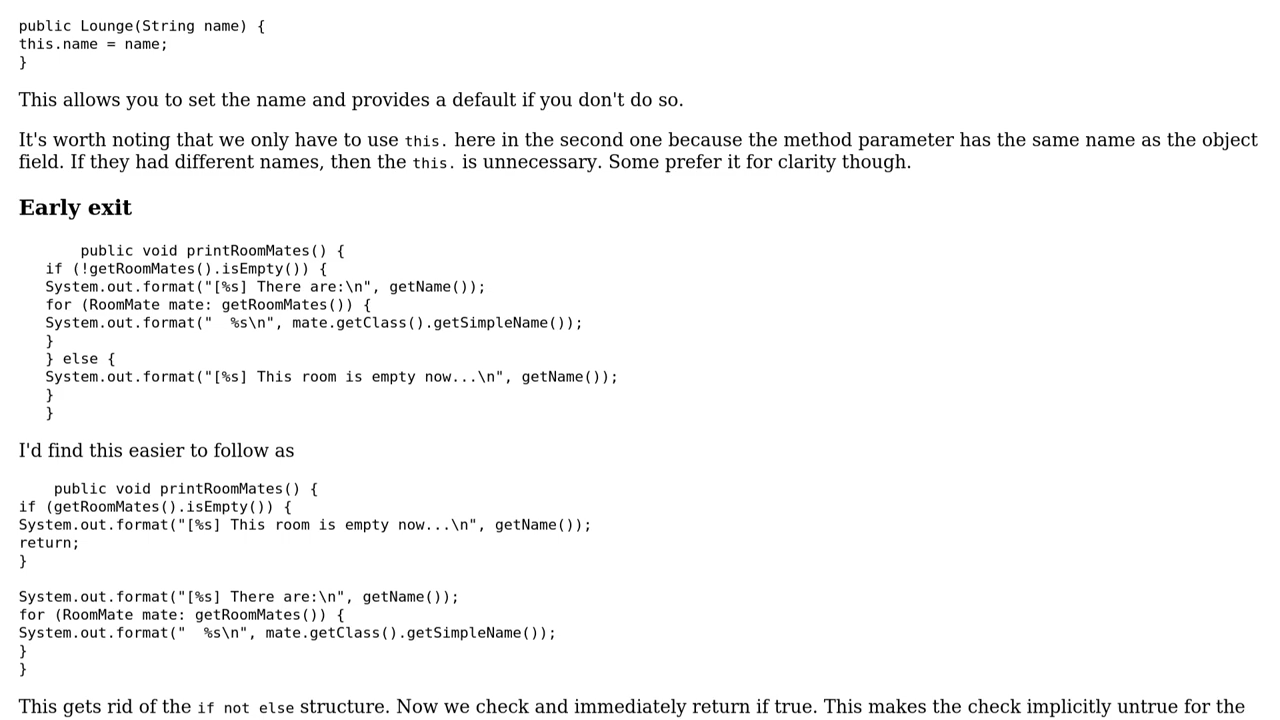 public Lounge(String name) {
this.name = name;
}
This allows you to set the name and provides a default if you don't do so.
It's worth noting that we only have to use this. here in the second one because the method parameter has the same name as the object
field. If they had different names, then the this. is unnecessary. Some prefer it for clarity though.
Early exit
       public void printRoomMates() {
   if (!getRoomMates().isEmpty()) {
   System.out.format("[%s] There are:\n", getName());
   for (RoomMate mate: getRoomMates()) {
   System.out.format("  %s\n", mate.getClass().getSimpleName());
   }
   } else {
   System.out.format("[%s] This room is empty now...\n", getName());
   }
   }
I'd find this easier to follow as
    public void printRoomMates() {
if (getRoomMates().isEmpty()) {
System.out.format("[%s] This room is empty now...\n", getName());
return;
}
System.out.format("[%s] There are:\n", getName());
for (RoomMate mate: getRoomMates()) {
System.out.format("  %s\n", mate.getClass().getSimpleName());
}
}
This gets rid of the if not else structure. Now we check and immediately return if true. This makes the check implicitly untrue for the